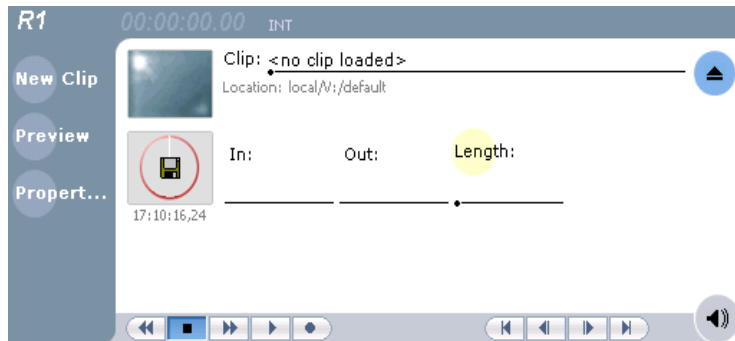 R1 00:00:00.00 INT
New Clip
Clip: <no clip loaded>
Location: local/V:/default
Preview
In: Out: Length:
Propert...
17:10:16,24